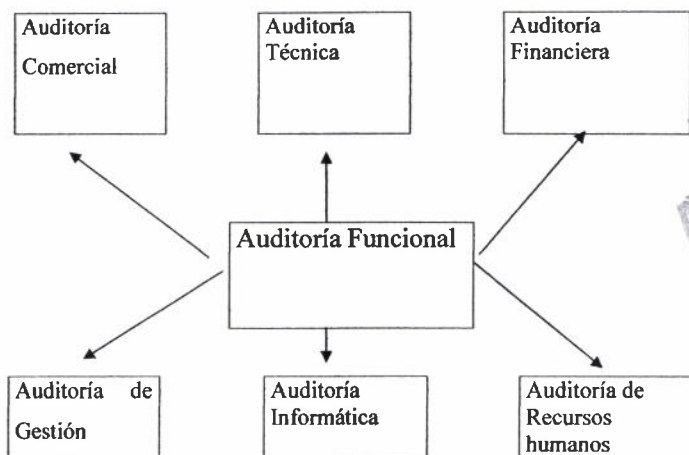 Auditoría
Comercial
Auditoría
Técnica
Auditoría
Financiera
Auditoría Funcional
Auditoría de
Gestión
Auditoría
Informática
Auditoría de
Recursos
humanos